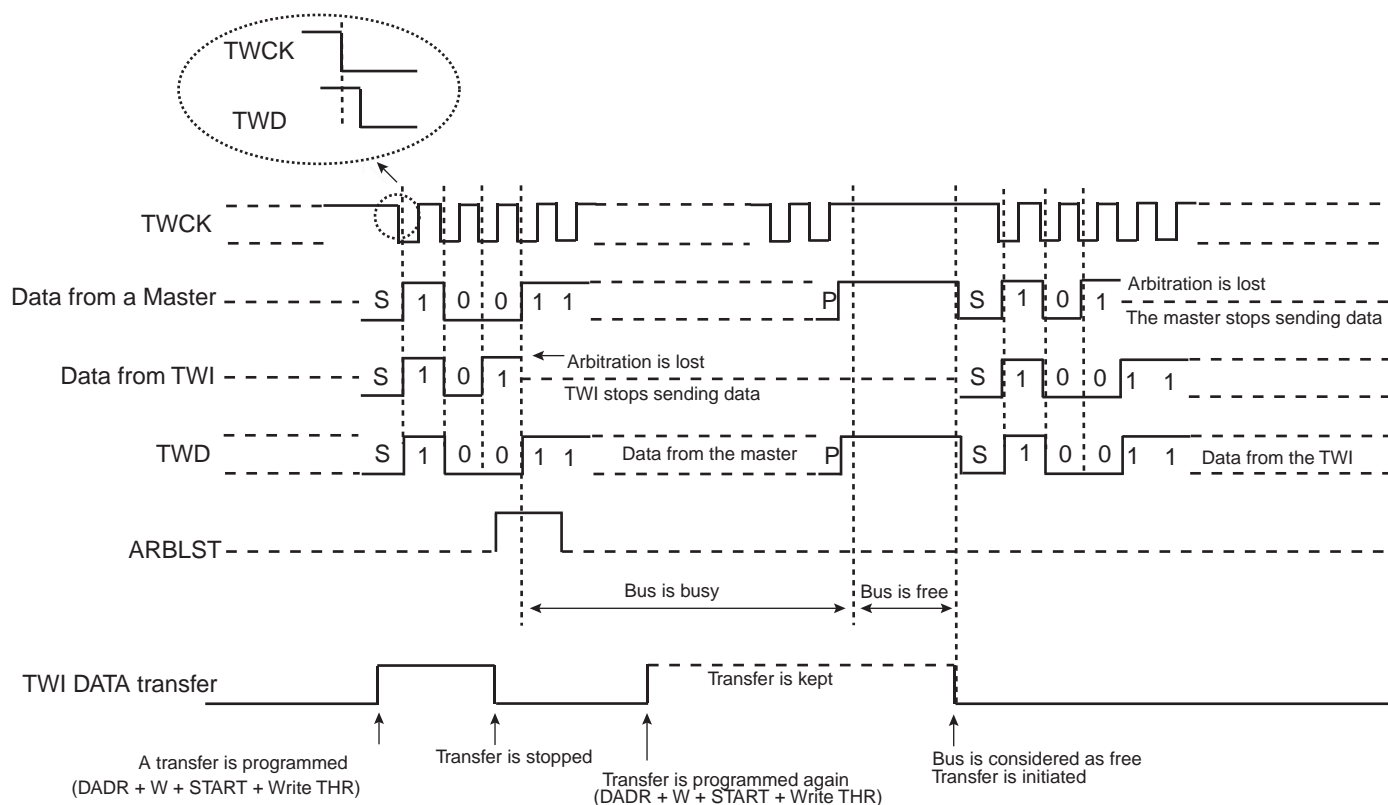 TWCK
TWD
TWCK
Data from a Master S 1 0 0 1 1 P S 1 0 1 Arbitration is lost
The master stops sending data
Data from TWI S 1 0 1 Arbitration is lost
TWI stops sending data
S 1 0 0 1 1
TWD S 1 0 0 1 1 Data from the master P S 1 0 0 1 1 Data from the TWI
ARBLST
Bus is busy Bus is free
TWI DATA transfer Transfer is kept
A transfer is programmed
(DADR + W + START + Write THR)
Transfer is stopped
Transfer is programmed again
(DADR + W + START + Write THR)
Bus is considered as free
Transfer is initiated